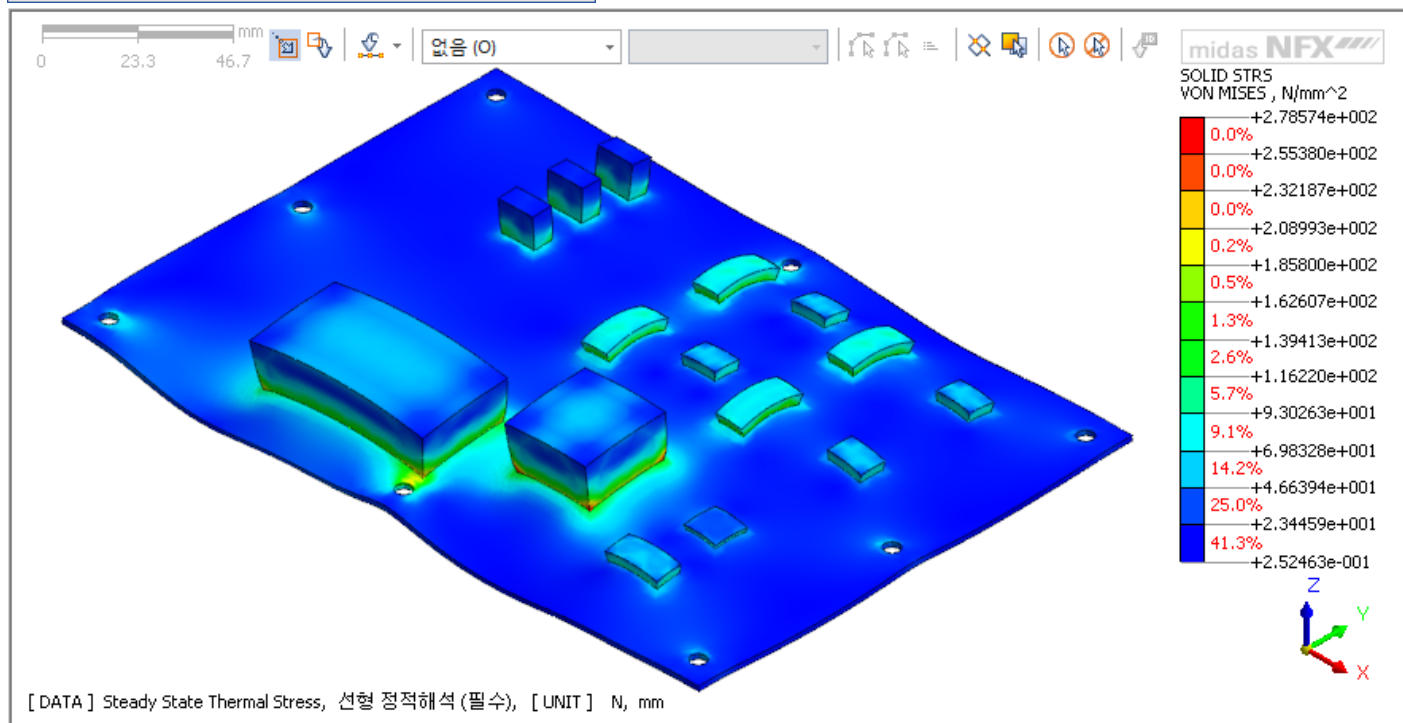 mm
0 23.3 46.7
없음 (O)
midas NFX
SOLID STRS
VON MISES , N/mm^2
+2.78574e+002
0.0%
+2.55380e+002
0.0%
+2.32187e+002
0.0%
+2.08993e+002
0.2%
+1.85800e+002
0.5%
+1.62607e+002
1.3%
+1.39413e+002
2.6%
+1.16220e+002
5.7%
+9.30263e+001
9.1%
+6.98328e+001
14.2%
+4.66394e+001
25.0%
+2.34459e+001
41.3%
+2.52463e-001
Z
Y
X
[ DATA ] Steady State Thermal Stress, 선형 정적해석 (필수), [ UNIT ] N, mm